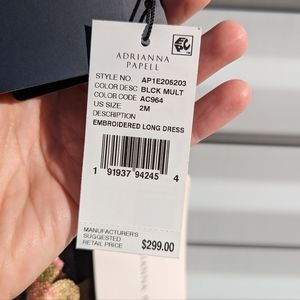 ADRIANNA
PAPELL
STYLE NO. AP1E205203
COLOR DESC BLCK MULT
COLOR CODE AC964
US SIZE 2M
DESCRIPTION
EMBROIDERED LONG DRESS
1 91937 94245 4
MANUFACTURER'S
SUGGESTED
RETAIL PRICE $299.00